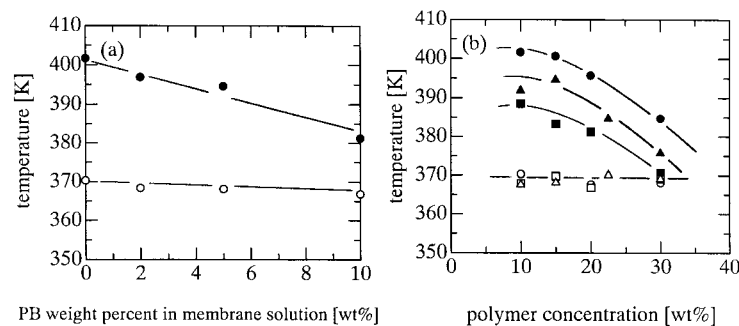 (a)
temperature [K]
410
400
390
380
370
360
350
0 2 4 6 8 10
PB weight percent in membrane solution [wt%]
(b)
temperature [K]
410
400
390
380
370
360
350
0 10 20 30 40
polymer concentration [wt%]